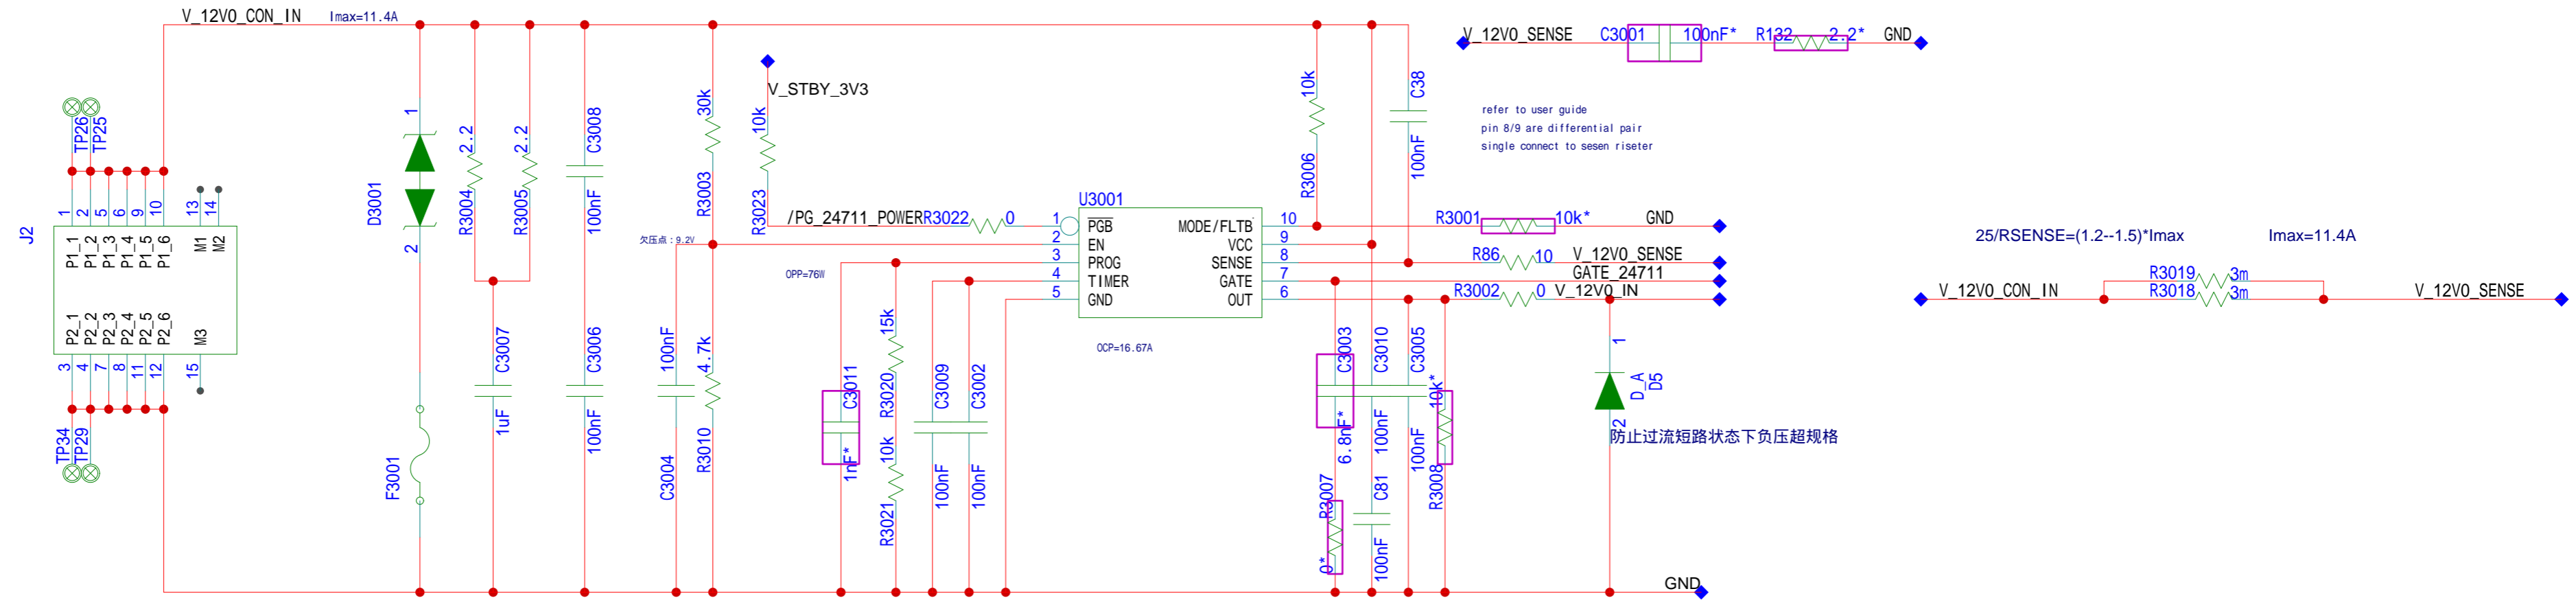 V_12V0_CON_IN
Imax=11.4A
TP26
TP25
1
2
5
6
9
10
13
14
J2
P1_1
P1_2
P1_3
P1_4
P1_5
P1_6
M1
M2
P2_1
P2_2
P2_3
P2_4
P2_5
P2_6
M3
3
4
7
8
11
12
15
TP34
TP29
1
D3001
2
F3001
2.2
R3004
2.2
R3005
C3007
1uF
C3008
100nF
C3006
100nF
30k
R3003
欠压点：9.2V
100nF
C3004
4.7k
R3010
V_STBY_3V3
10k
R3023
/PG_24711_POWER
R3022
0
OPP=76W
C3011
1nF*
15k
R3020
10k
R3021
C3009
100nF
C3002
100nF
U3001
1
2
3
4
5
PGB
EN
PROG
TIMER
GND
MODE/FLTB
VCC
SENSE
GATE
OUT
10
9
8
7
6
OCP=16.67A
10k
R3006
C38
100nF
R3001
10k*
GND
R86
10
V_12V0_SENSE
GATE_24711
R3002
0
V_12V0_IN
C3003
6.8nF*
R3007
0*
C3010
100nF
C81
100nF
C3005
100nF
10k*
R3008
1
D_A
D5
2
防止过流短路状态下负压超规格
GND
V_12V0_SENSE
C3001
100nF*
R132
2.2*
GND
refer to user guide
pin 8/9 are differential pair
single connect to sesen riseter
25/RSENSE=(1.2--1.5)*Imax
Imax=11.4A
V_12V0_CON_IN
R3019
3m
R3018
3m
V_12V0_SENSE